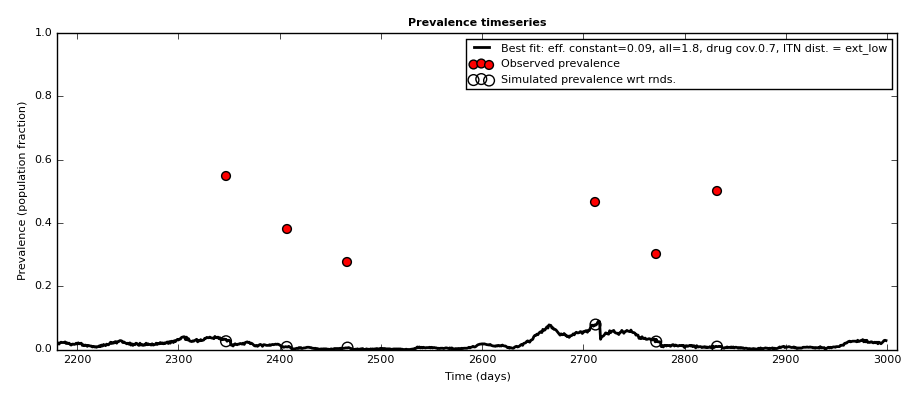 Prevalence timeseries
Best fit: eff. constant=0.09, all=1.8, drug cov.0.7, ITN dist. = ext_low
Observed prevalence
Simulated prevalence wrt rnds.
Prevalence (population fraction)
1.0
0.8
0.6
0.4
0.2
0.0
2200 2300 2400 2500 2600 2700 2800 2900 3000
Time (days)